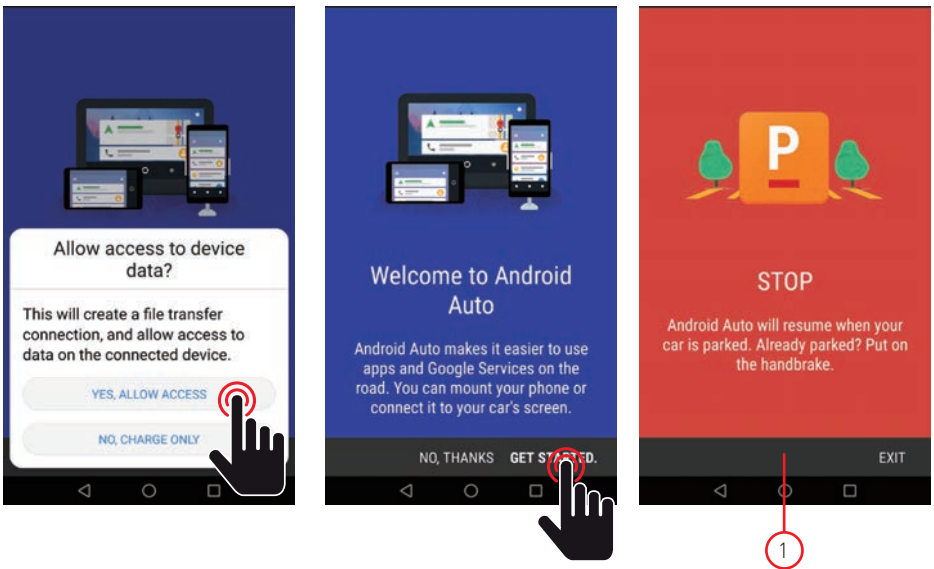 Allow access to device
data?
This will create a file transfer
connection, and allow access to
data on the connected device.
YES, ALLOW ACCESS
NO, CHARGE ONLY
Welcome to Android
Auto
Android Auto makes it easier to use
apps and Google Services on the
road. You can mount your phone or
connect it to your car's screen.
NO, THANKS GET STARTED.
P
STOP
Android Auto will resume when your
car is parked. Already parked? Put on
the handbrake.
EXIT
1